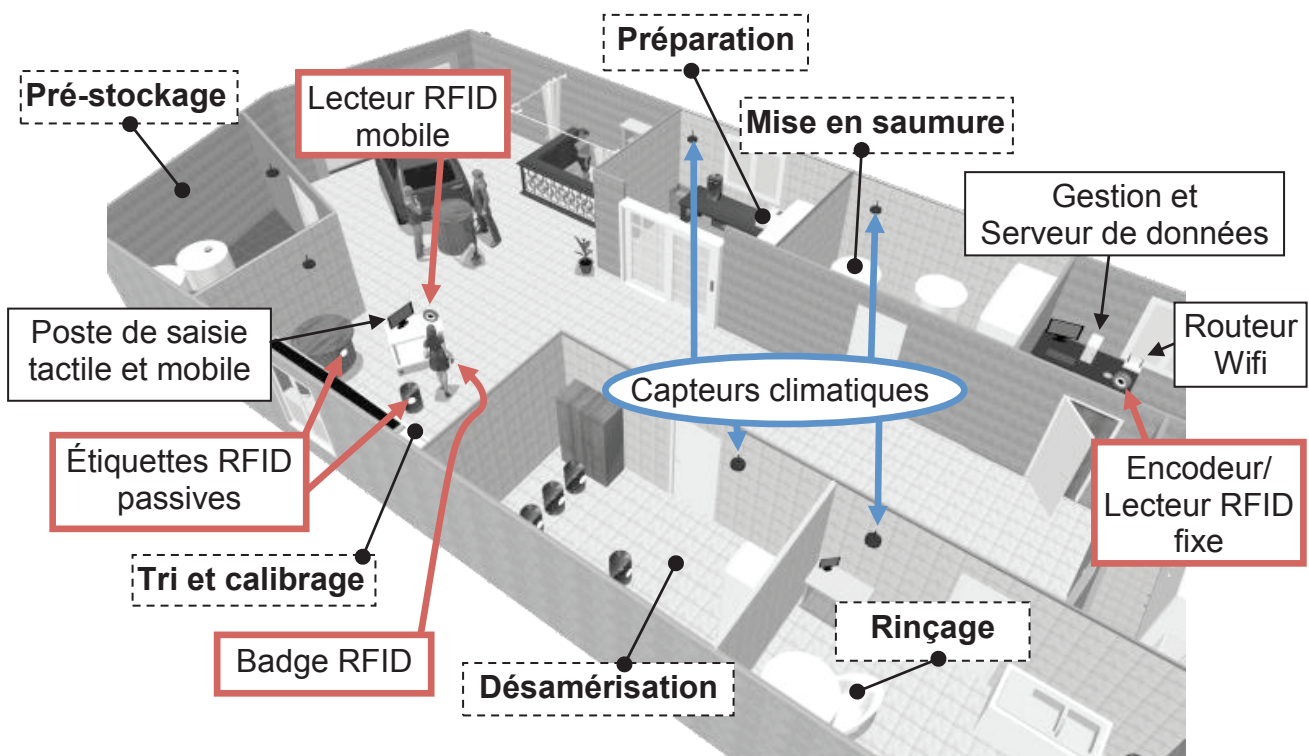 Préparation
Pré-stockage
Lecteur RFID
mobile
Mise en saumure
Gestion et
Serveur de données
Poste de saisie
tactile et mobile
Routeur
Wifi
Capteurs climatiques
Étiquettes RFID
passives
Encodeur/
Lecteur RFID
fixe
Tri et calibrage
Rinçage
Badge RFID
Désamérisation